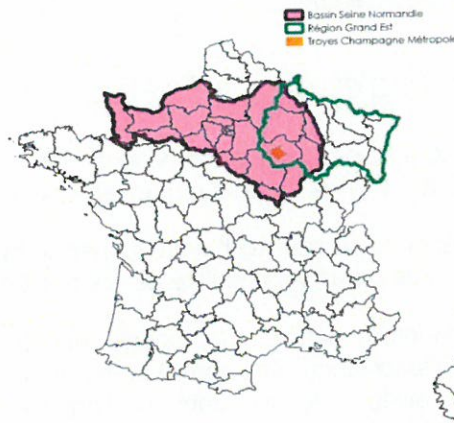 Bassin Seine Normandie
Région Grand Est
Troyes Champagne Métropole